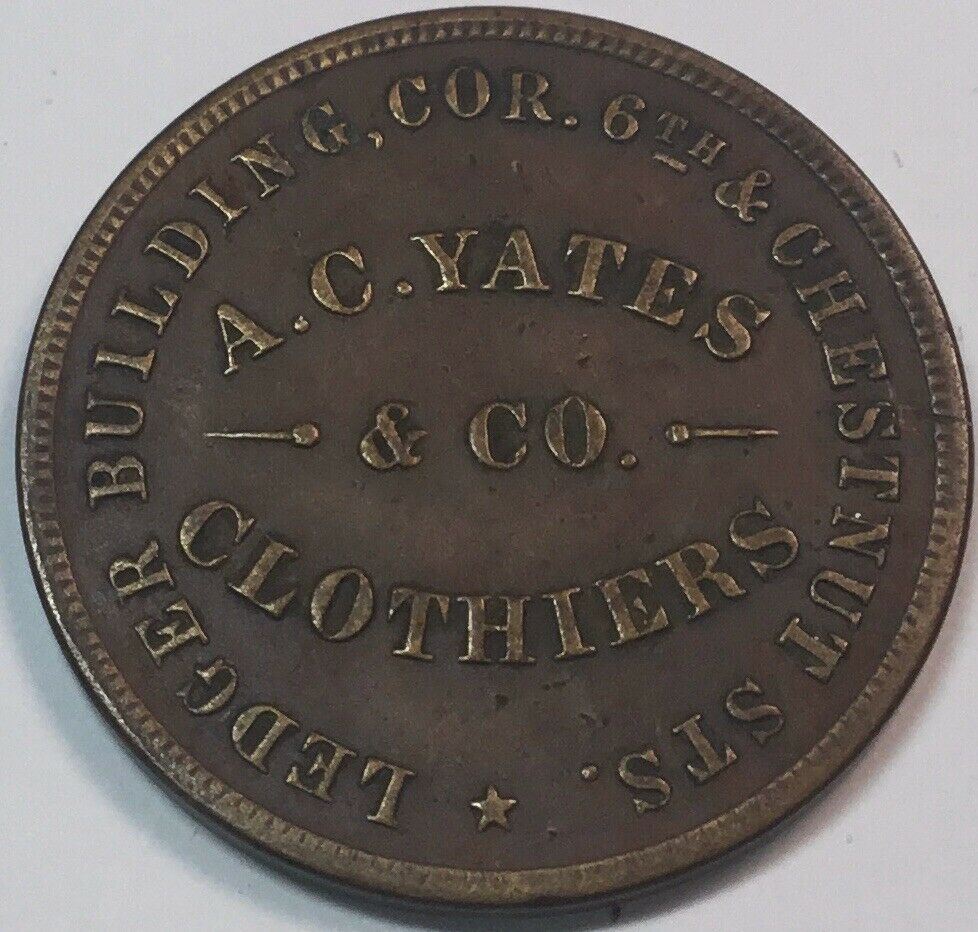 LEDGER BUILDING, COR. 6TH & CHESTNUT STS.
A. C. YATES
& CO.
CLOTHIERS